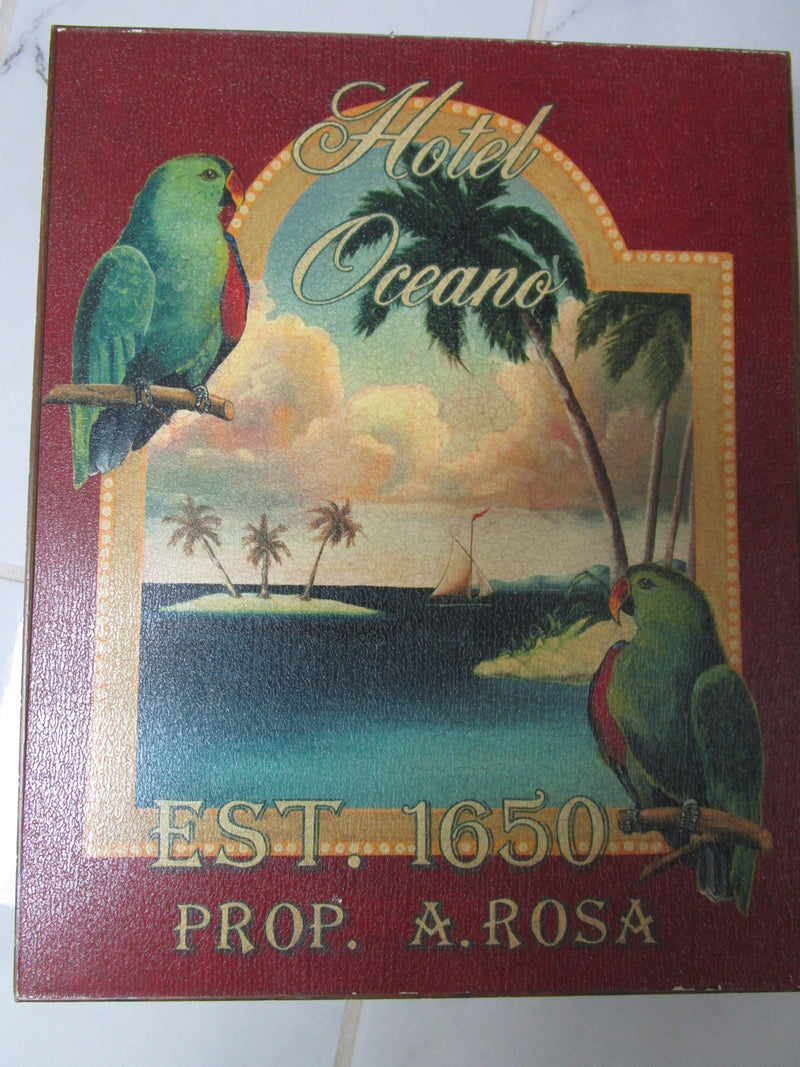 Hotel
Oceano
EST. 1650
PROP. A. ROSA